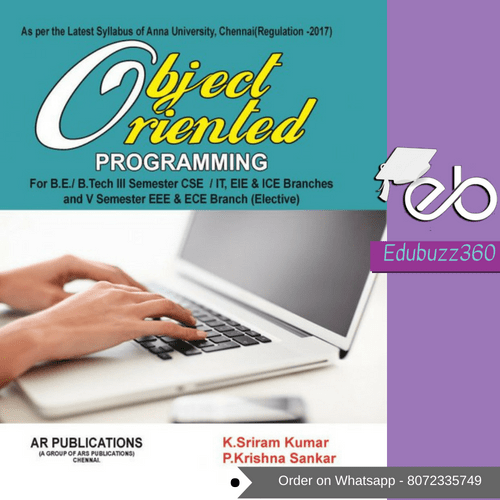 As per the Latest Syllabus of Anna University, Chennai(Regulation -2017)
Object
Oriented
PROGRAMMING
For B.E./ B.Tech III Semester CSE / IT, EIE & ICE Branches
and V Semester EEE & ECE Branch (Elective)
eb
Edubuzz360
AR PUBLICATIONS
(A GROUP OF ARS PUBLICATIONS)
CHENNAI.
K.Sriram Kumar
P.Krishna Sankar
Order on Whatsapp - 8072335749